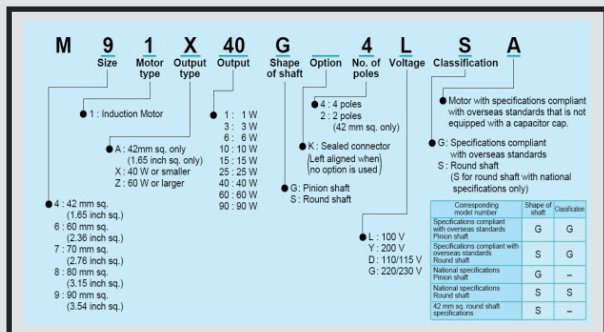 M 9 1 X 40 G 4 L S A
Size Motor type Output type Output Shape of shaft Option No. of poles Voltage Classification
1 : Induction Motor
A : 42mm sq. only
(1.65 inch sq. only)
X : 40 W or smaller
Z : 60 W or larger
4 : 42 mm sq.
(1.65 inch sq.)
6 : 60 mm sq.
(2.36 inch sq.)
7 : 70 mm sq.
(2.76 inch sq.)
8 : 80 mm sq.
(3.15 inch sq.)
9 : 90 mm sq.
(3.54 inch sq.)
1 : 1 W
3 : 3 W
6 : 6 W
10 : 10 W
15 : 15 W
25 : 25 W
40 : 40 W
60 : 60 W
90 : 90 W
G : Pinion shaft
S : Round shaft
K : Sealed connector
(Left aligned when
no option is used)
4 : 4 poles
2 : 2 poles
(42 mm sq. only)
L : 100 V
Y : 200 V
D : 110/115 V
G : 220/230 V
Motor with specifications compliant
with overseas standards that is not
equipped with a capacitor cap.
G : Specifications compliant
with overseas standards
S : Round shaft
(S for round shaft with national
specifications only)
Corresponding model number Shape of shaft Classification
Specifications compliant
with overseas standards
Pinion shaft G G
Specifications compliant with
overseas standards
Round shaft S G
National specifications
Pinion shaft G –
National specifications
Round shaft S S
42 mm sq. round shaft
specifications S –